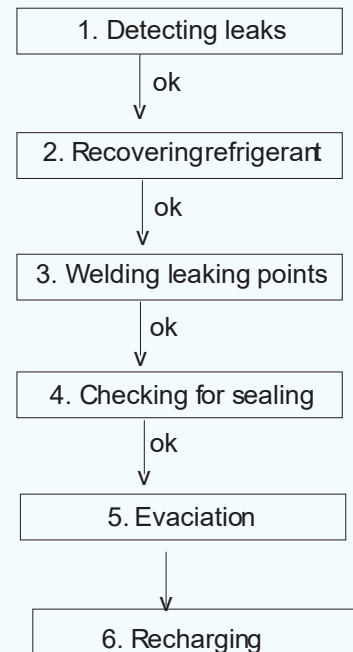 1. Detecting leaks
ok
2. Recoveringrefrigerant
ok
3. Welding leaking points
ok
4. Checking for sealing
ok
5. Evaciation
6. Recharging